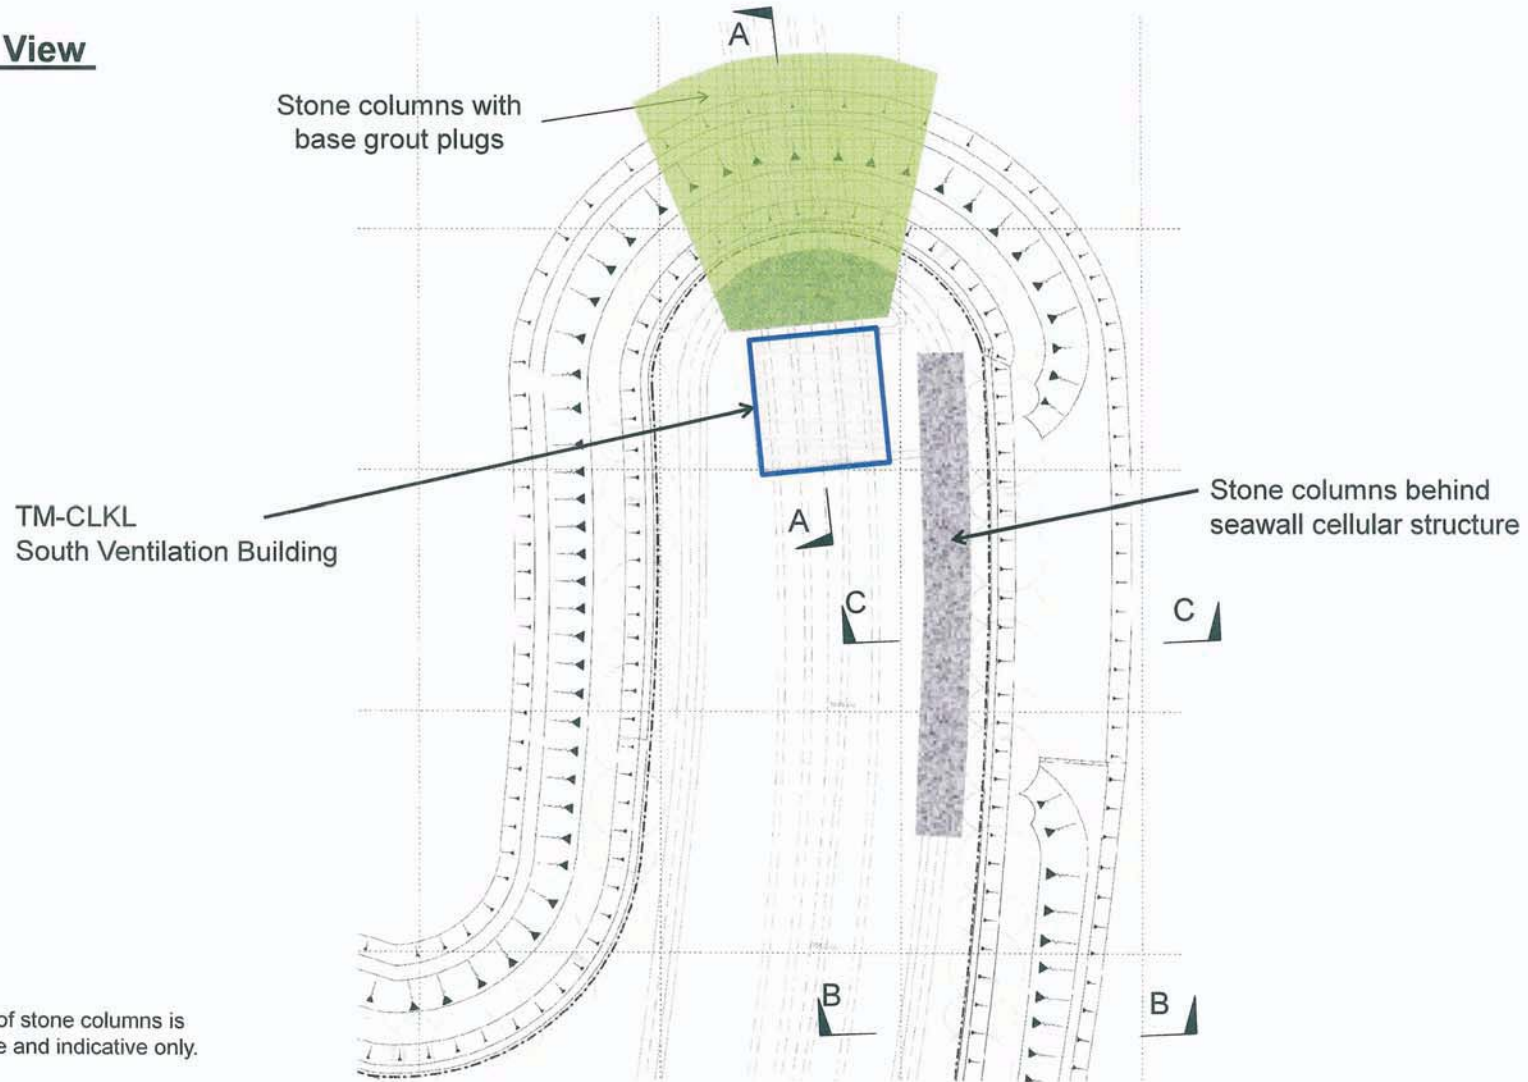 View
A
Stone columns with
base grout plugs
TM-CLKL
South Ventilation Building
A
Stone columns behind
seawall cellular structure
C
C
B
B
of stone columns is
and indicative only.